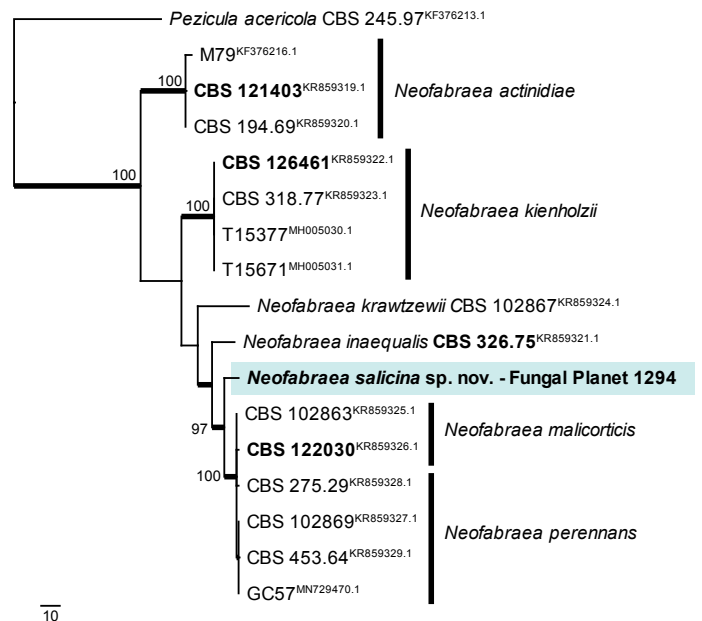 Pezicula acericola CBS 245.97KF376213.1
M79KF376216.1
100
CBS 121403KR859319.1
Neofabraea actinidiae
CBS 194.69KR859320.1
CBS 126461KR859322.1
100
CBS 318.77KR859323.1
100
Neofabraea kienholzii
T15377MH005030.1
T15671MH005031.1
Neofabraea krawtzewii CBS 102867KR859324.1
Neofabraea inaequalis CBS 326.75KR859321.1
Neofabraea salicina sp. nov. - Fungal Planet 1294
CBS 102863KR859325.1
97
Neofabraea malicorticis
CBS 122030KR859326.1
100
CBS 275.29KR859328.1
CBS 102869KR859327.1
Neofabraea perennans
CBS 453.64KR859329.1
GC57MN729470.1
10